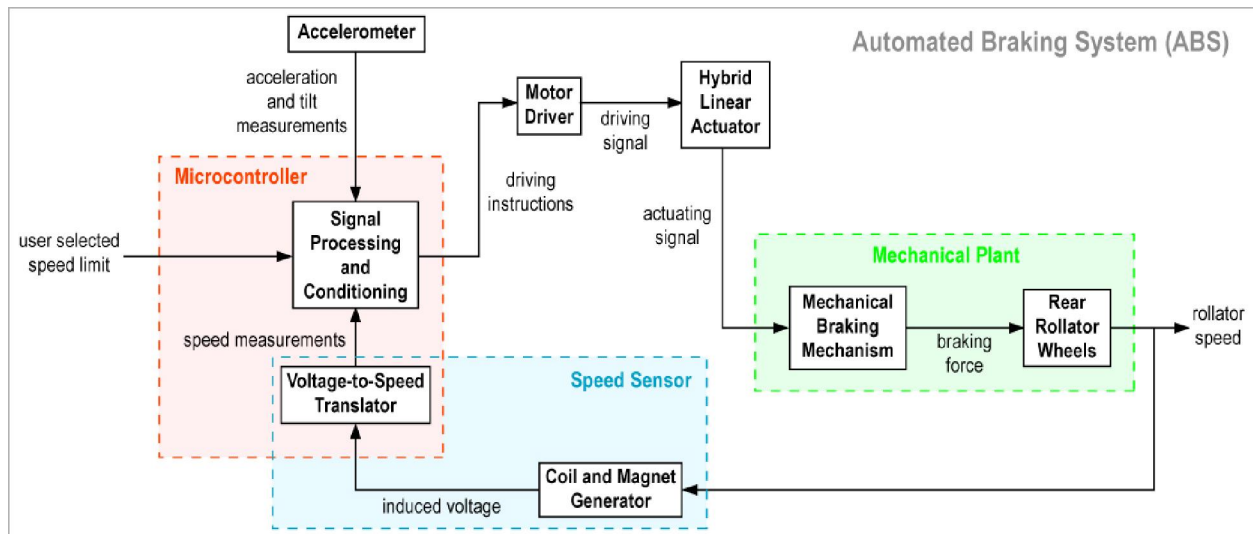 Automated Braking System (ABS)
Accelerometer
acceleration
and tilt
measurements
Motor
Driver
driving
signal
Hybrid
Linear
Actuator
Microcontroller
driving
instructions
actuating
signal
user selected
speed limit
Signal
Processing
and
Conditioning
Mechanical Plant
Mechanical
Braking
Mechanism
braking
force
Rear
Rollator
Wheels
rollator
speed
speed measurements
Speed Sensor
Voltage-to-Speed
Translator
induced voltage
Coil and Magnet
Generator